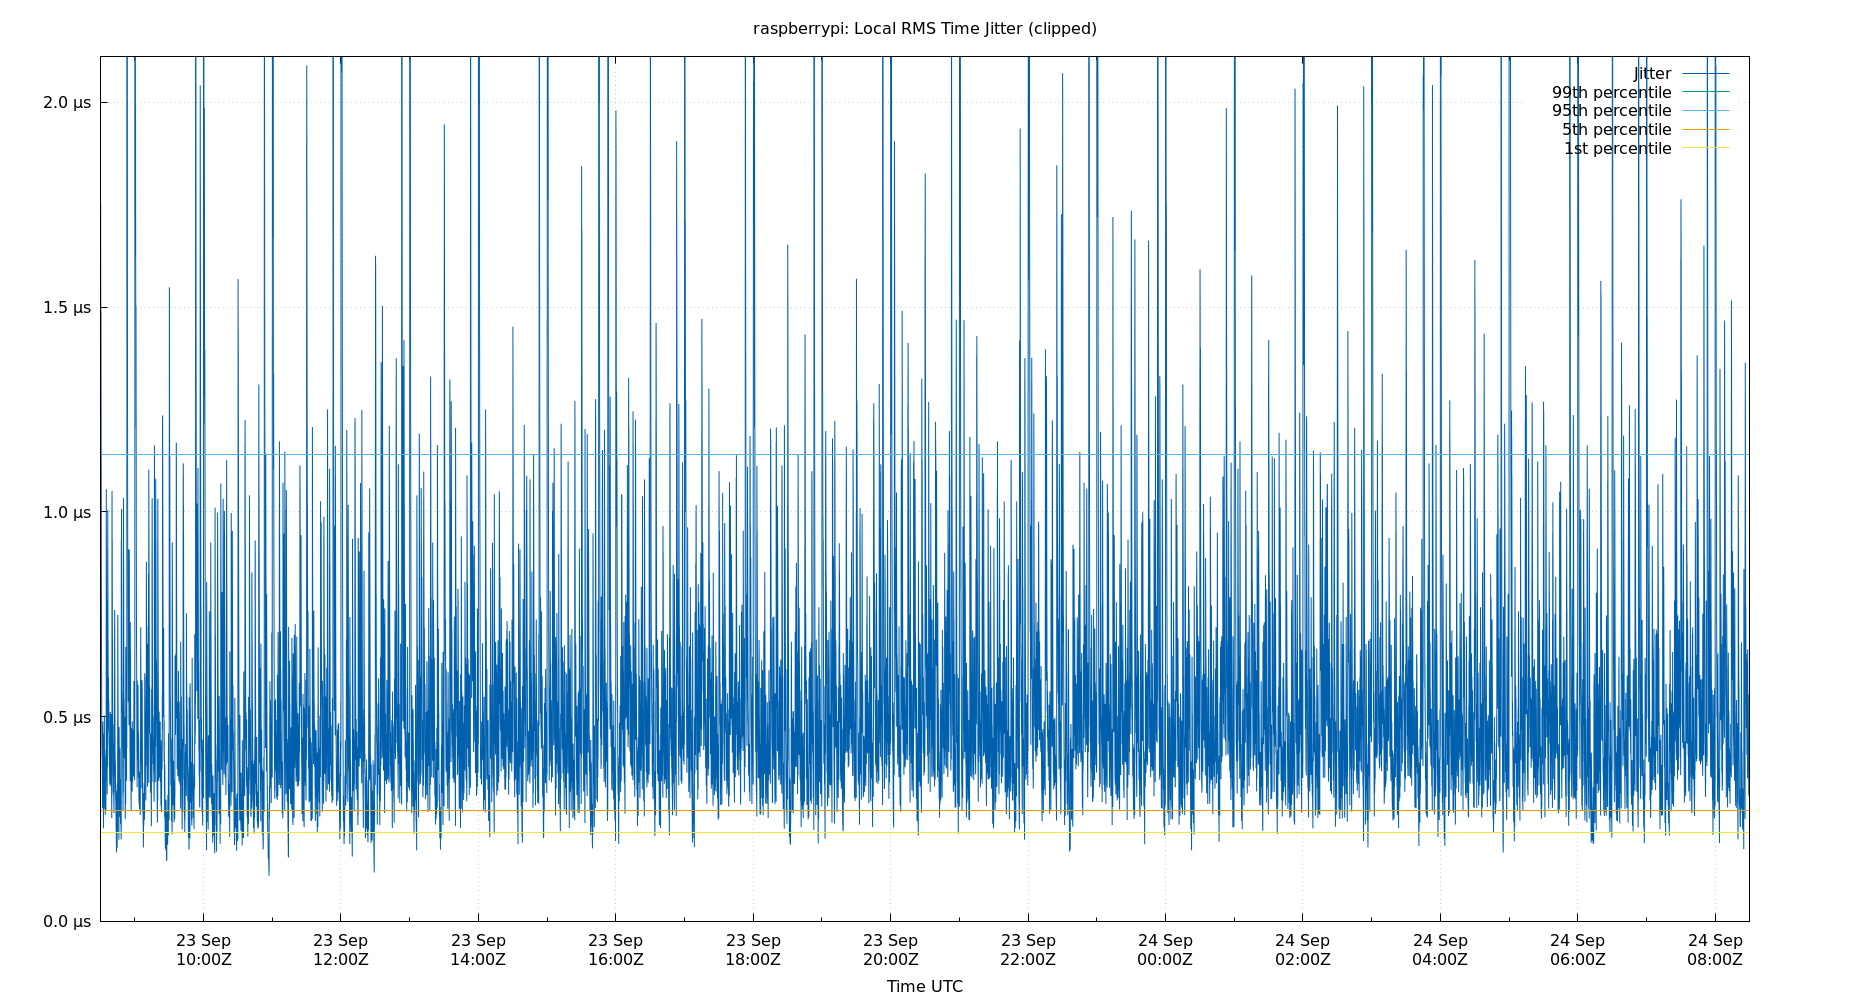 raspberrypi: Local RMS Time Jitter (clipped)
Jitter
99th percentile
95th percentile
5th percentile
1st percentile
2.0 µs
1.5 µs
1.0 µs
0.5 µs
0.0 µs
23 Sep 23 Sep 23 Sep 23 Sep 23 Sep 23 Sep 23 Sep 24 Sep 24 Sep 24 Sep 24 Sep 24 Sep
10:00Z 12:00Z 14:00Z 16:00Z 18:00Z 20:00Z 22:00Z 00:00Z 02:00Z 04:00Z 06:00Z 08:00Z
Time UTC